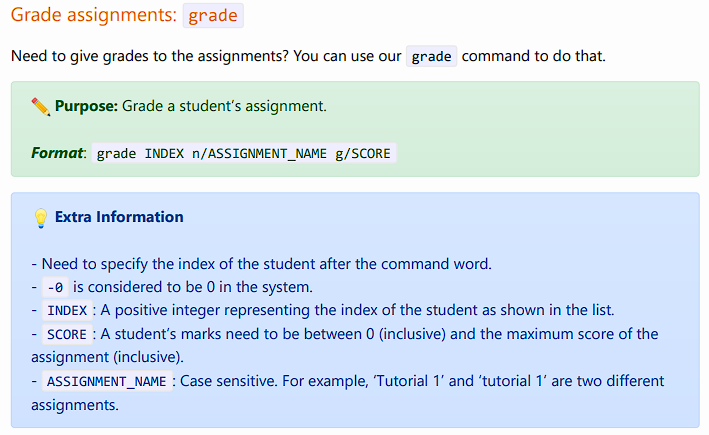 Grade assignments: grade
Need to give grades to the assignments? You can use our grade command to do that.
Purpose: Grade a student’s assignment.
Format: grade INDEX n/ASSIGNMENT_NAME g/SCORE
Extra Information
- Need to specify the index of the student after the command word.
- -0 is considered to be 0 in the system.
- INDEX : A positive integer representing the index of the student as shown in the list.
- SCORE : A student’s marks need to be between 0 (inclusive) and the maximum score of the
assignment (inclusive).
- ASSIGNMENT_NAME : Case sensitive. For example, ‘Tutorial 1’ and ‘tutorial 1’ are two different
assignments.